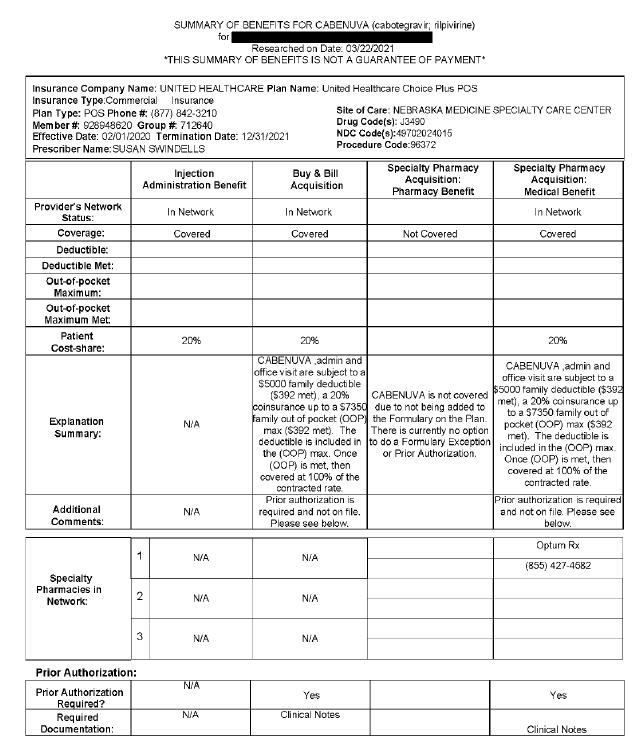 SUMMARY OF BENEFITS FOR CABENUVA (cabotegravir; rilpivirine)
for
Researched on Date: 03/22/2021
*THIS SUMMARY OF BENEFITS IS NOT A GUARANTEE OF PAYMENT*
Insurance Company Name: UNITED HEALTHCARE Plan Name: United Healthcare Choice Plus POS
Insurance Type:Commercial Insurance
Plan Type: POS Phone #: (877) 842-3210
Member #: 928948620 Group #: 712640
Effective Date: 02/01/2020 Termination Date: 12/31/2021
Prescriber Name:SUSAN SWINDELLS
Site of Care: NEBRASKA MEDICINE SPECIALTY CARE CENTER
Drug Code(s): J3490
NDC Code(s):49702024015
Procedure Code:96372
Injection
Administration Benefit
Buy & Bill
Acquisition
Specialty Pharmacy
Acquisition:
Pharmacy Benefit
Specialty Pharmacy
Acquisition:
Medical Benefit
Provider's Network
Status:
In Network
In Network
In Network
Coverage:
Covered
Covered
Not Covered
Covered
Deductible:
Deductible Met:
Out-of-pocket
Maximum:
Out-of-pocket
Maximum Met:
Patient
Cost-share:
20%
20%
20%
Explanation
Summary:
N/A
CABENUVA ,admin and
office visit are subject to a
$5000 family deductible
($392 met), a 20%
coinsurance up to a $7350
family out of pocket (OOP)
max ($392 met). The
deductible is included in
the (OOP) max. Once
(OOP) is met, then
covered at 100% of the
contracted rate.
CABENUVA is not covered
due to not being added to
the Formulary on the Plan.
There is currently no option
to do a Formulary Exception
or Prior Authorization.
CABENUVA ,admin and
office visit are subject to a
$5000 family deductible ($392
met), a 20% coinsurance up
to a $7350 family out of
pocket (OOP) max ($392
met). The deductible is
included in the (OOP) max.
Once (OOP) is met, then
covered at 100% of the
contracted rate.
Additional
Comments:
N/A
Prior authorization is
required and not on file.
Please see below.
Prior authorization is required
and not on file. Please see
below.
Specialty
Pharmacies in
Network:
1
N/A
N/A
Optum Rx
(855) 427-4682
2
N/A
N/A
3
N/A
N/A
Prior Authorization:
Prior Authorization
Required?
N/A
Yes
Yes
Required
Documentation:
N/A
Clinical Notes
Clinical Notes